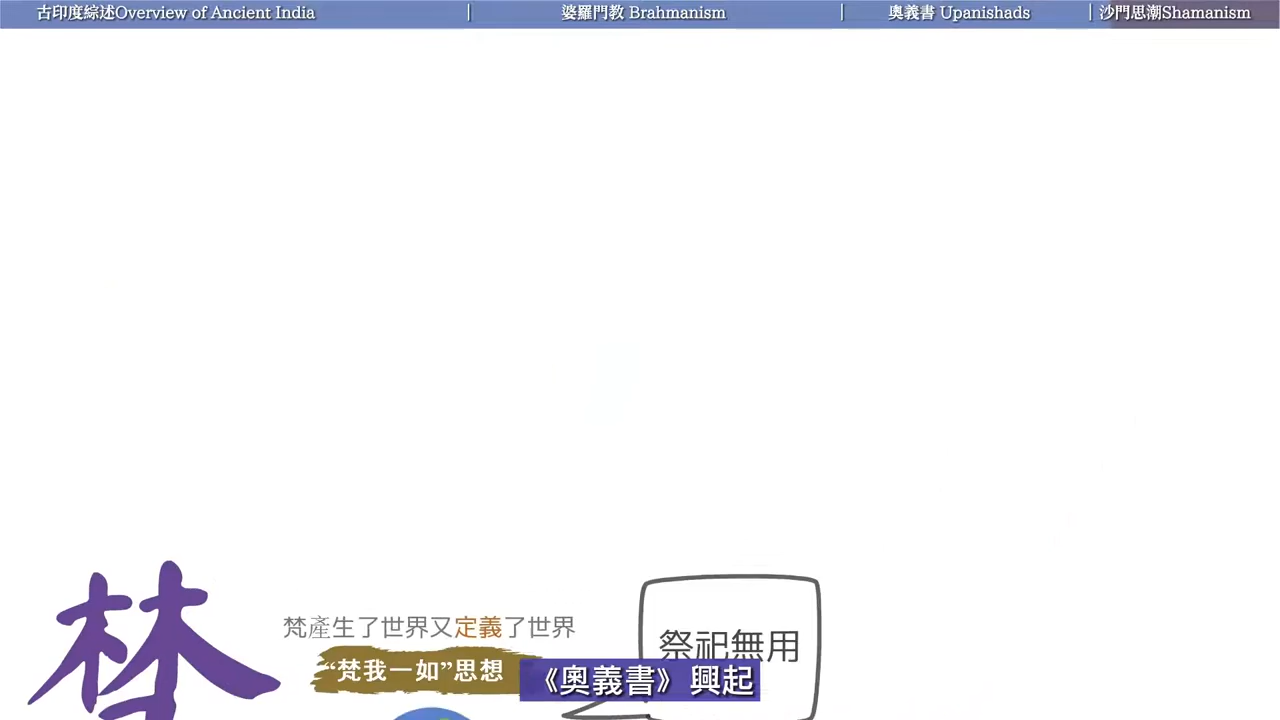 古印度綜述Overview of Ancient India | 婆羅門教 Brahmanism | 奧義書 Upanishads | 沙門思潮Shamanism
梵
梵產生了世界又定義了世界
“梵我一如”思想
祭祀無用
《奧義書》興起